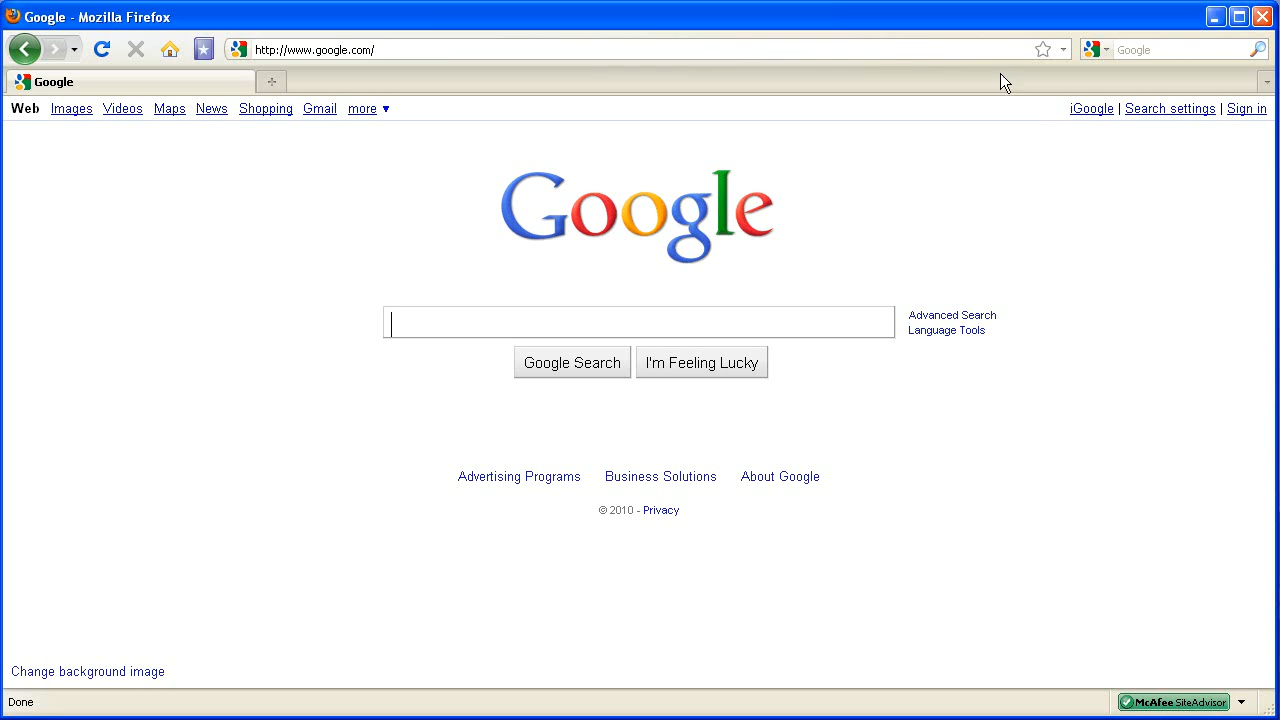 Google - Mozilla Firefox
http://www.google.com/
Google
Google
Web Images Videos Maps News Shopping Gmail more ▼
iGoogle | Search settings | Sign in
Google
Advanced Search
Language Tools
Google Search I'm Feeling Lucky
Advertising Programs Business Solutions About Google
© 2010 - Privacy
Change background image
Done
McAfee SiteAdvisor